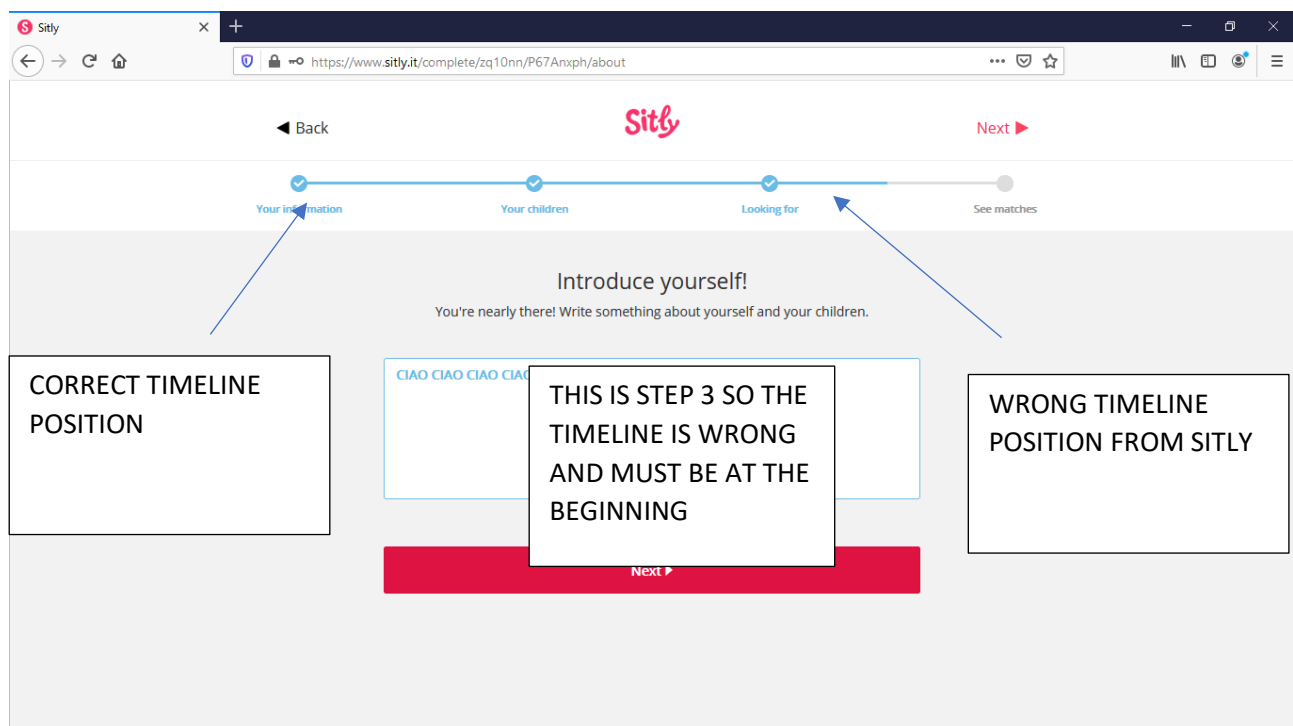 Sitly
https://www.sitly.it/complete/zq10nn/P67Anxph/about
Back
Sitly
Next
Your information
Your children
Looking for
See matches
Introduce yourself!
You're nearly there! Write something about yourself and your children.
CIAO CIAO CIAO CIAO
CORRECT TIMELINE
POSITION
THIS IS STEP 3 SO THE
TIMELINE IS WRONG
AND MUST BE AT THE
BEGINNING
WRONG TIMELINE
POSITION FROM SITLY
Next